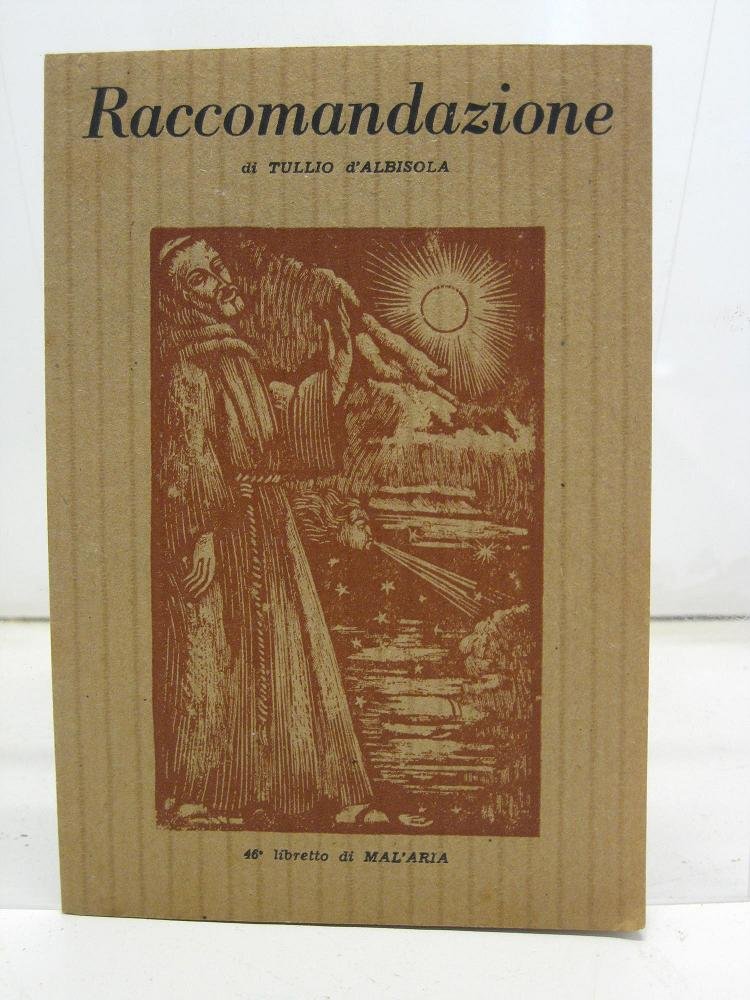 Raccomandazione
di TULLIO d'ALBISOLA
46° libretto di MAL'ARIA